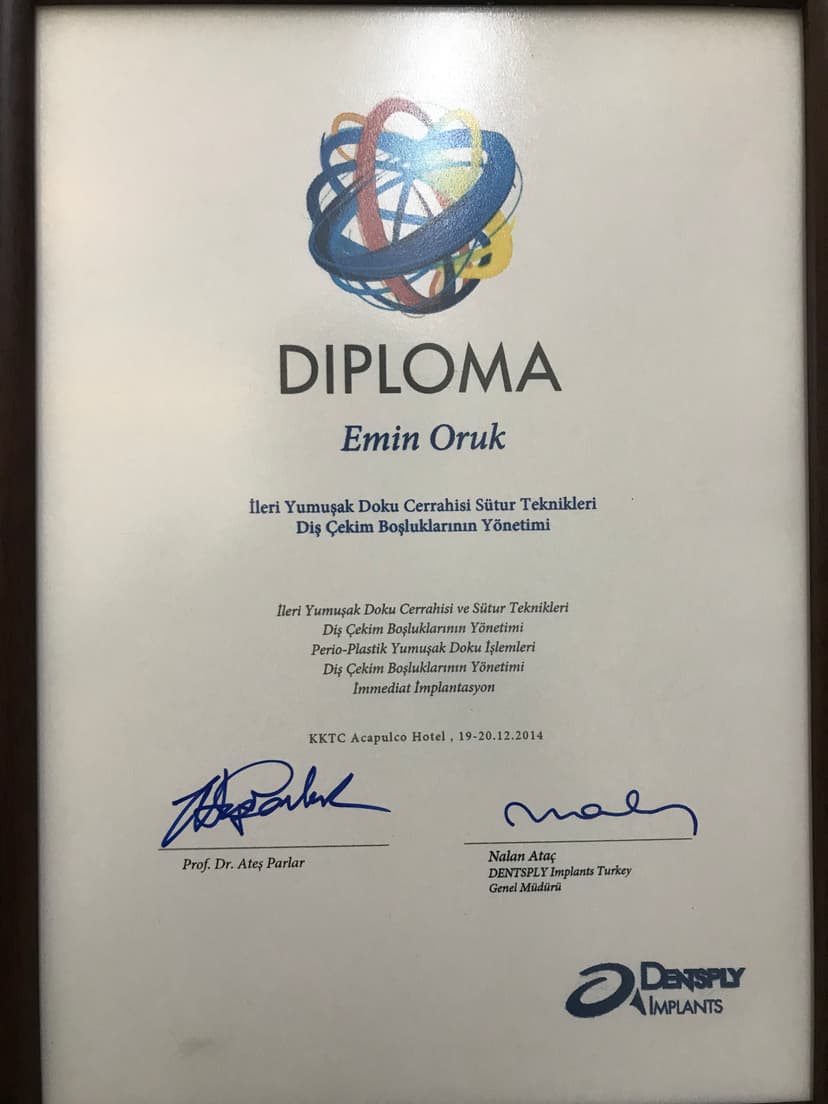 DIPLOMA
Emin Oruk
İleri Yumuşak Doku Cerrahisi Sütur Teknikleri
Diş Çekim Boşluklarının Yönetimi
İleri Yumuşak Doku Cerrahisi ve Sütur Teknikleri
Diş Çekim Boşluklarının Yönetimi
Perio-Plastik Yumuşak Doku İşlemleri
Diş Çekim Boşluklarının Yönetimi
İmmediat İmplantasyon
KKTC Acapulco Hotel , 19-20.12.2014
Prof. Dr. Ateş Parlar
Nalan Ataç
DENTSPLY Implants Turkey
Genel Müdürü
DENTSPLY
IMPLANTS